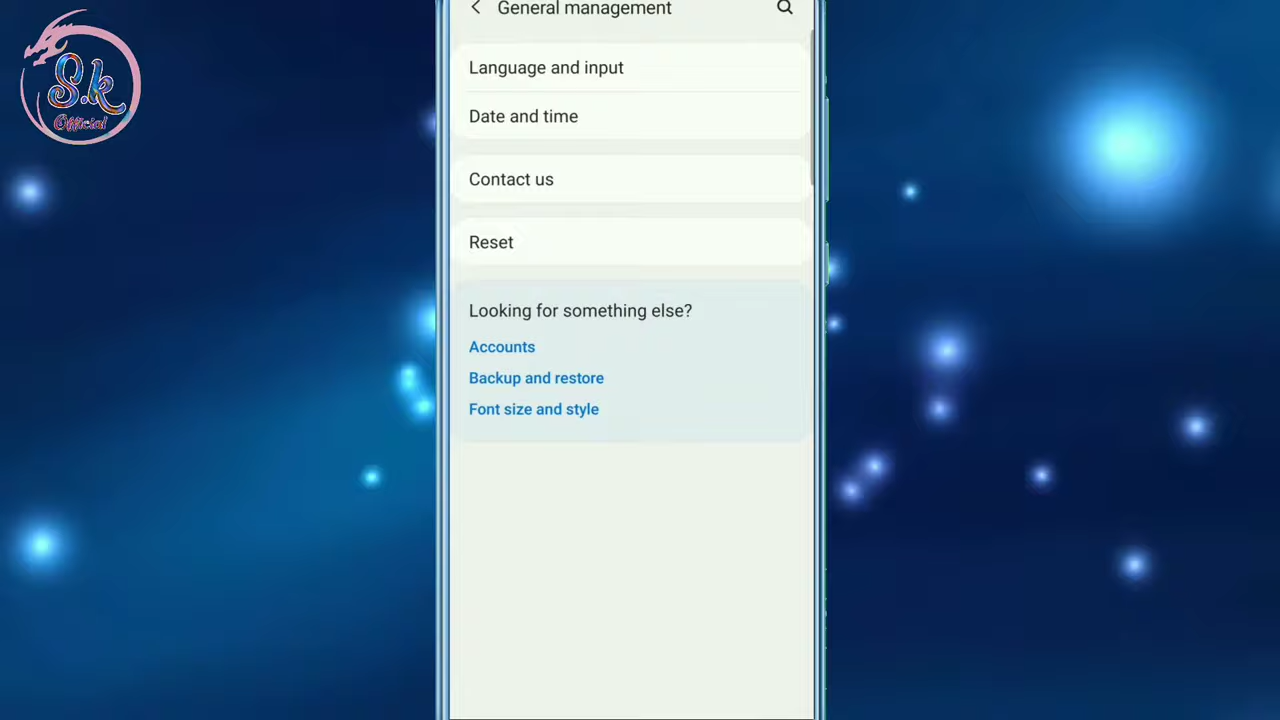 S.k
Official
General management
Language and input
Date and time
Contact us
Reset
Looking for something else?
Accounts
Backup and restore
Font size and style